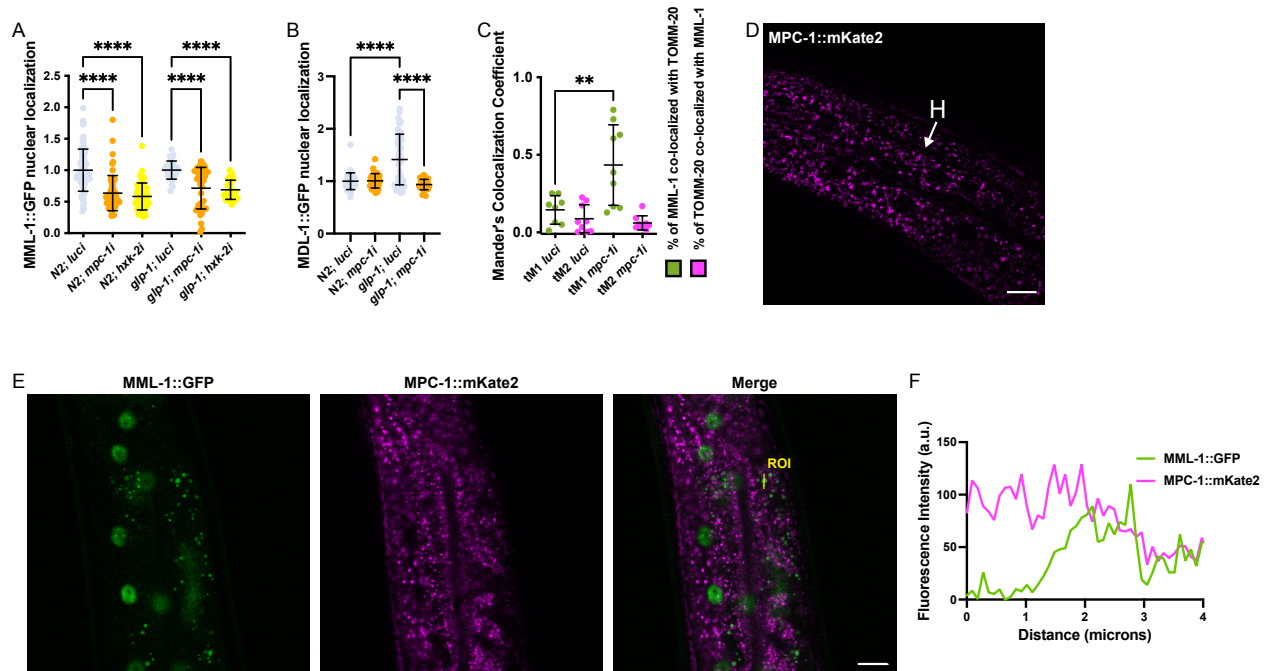 A
MML-1::GFP nuclear localization
2.5
2.0
1.5
1.0
0.5
0.0
****
****
****
****
N2; luci
N2; mpc-1i
N2; hxk-2i
glp-1; luci
glp-1; mpc-1i
glp-1; hxk-2i
B
MDL-1::GFP nuclear localization
3
2
1
0
****
****
N2; luci
N2; mpc-1i
glp-1; luci
glp-1; mpc-1i
C
Mander's Colocalization Coefficient
1.0
0.5
0.0
**
tM1 luci
tM2 luci
tM1 mpc-1i
tM2 mpc-1i
% of MML-1 co-localized with TOMM-20
% of TOMM-20 co-localized with MML-1
D
MPC-1::mKate2
H
E
MML-1::GFP
MPC-1::mKate2
Merge
ROI
F
Fluorescence Intensity (a.u.)
150
100
50
0
0
1
2
3
4
Distance (microns)
MML-1::GFP
MPC-1::mKate2